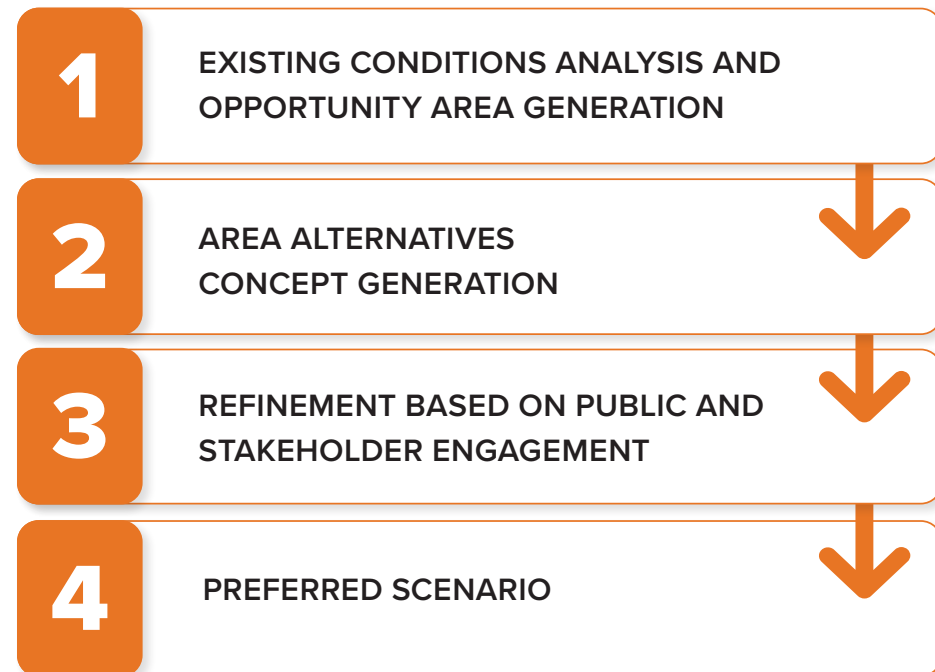 1
EXISTING CONDITIONS ANALYSIS AND
OPPORTUNITY AREA GENERATION
2
AREA ALTERNATIVES
CONCEPT GENERATION
3
REFINEMENT BASED ON PUBLIC AND
STAKEHOLDER ENGAGEMENT
4
PREFERRED SCENARIO